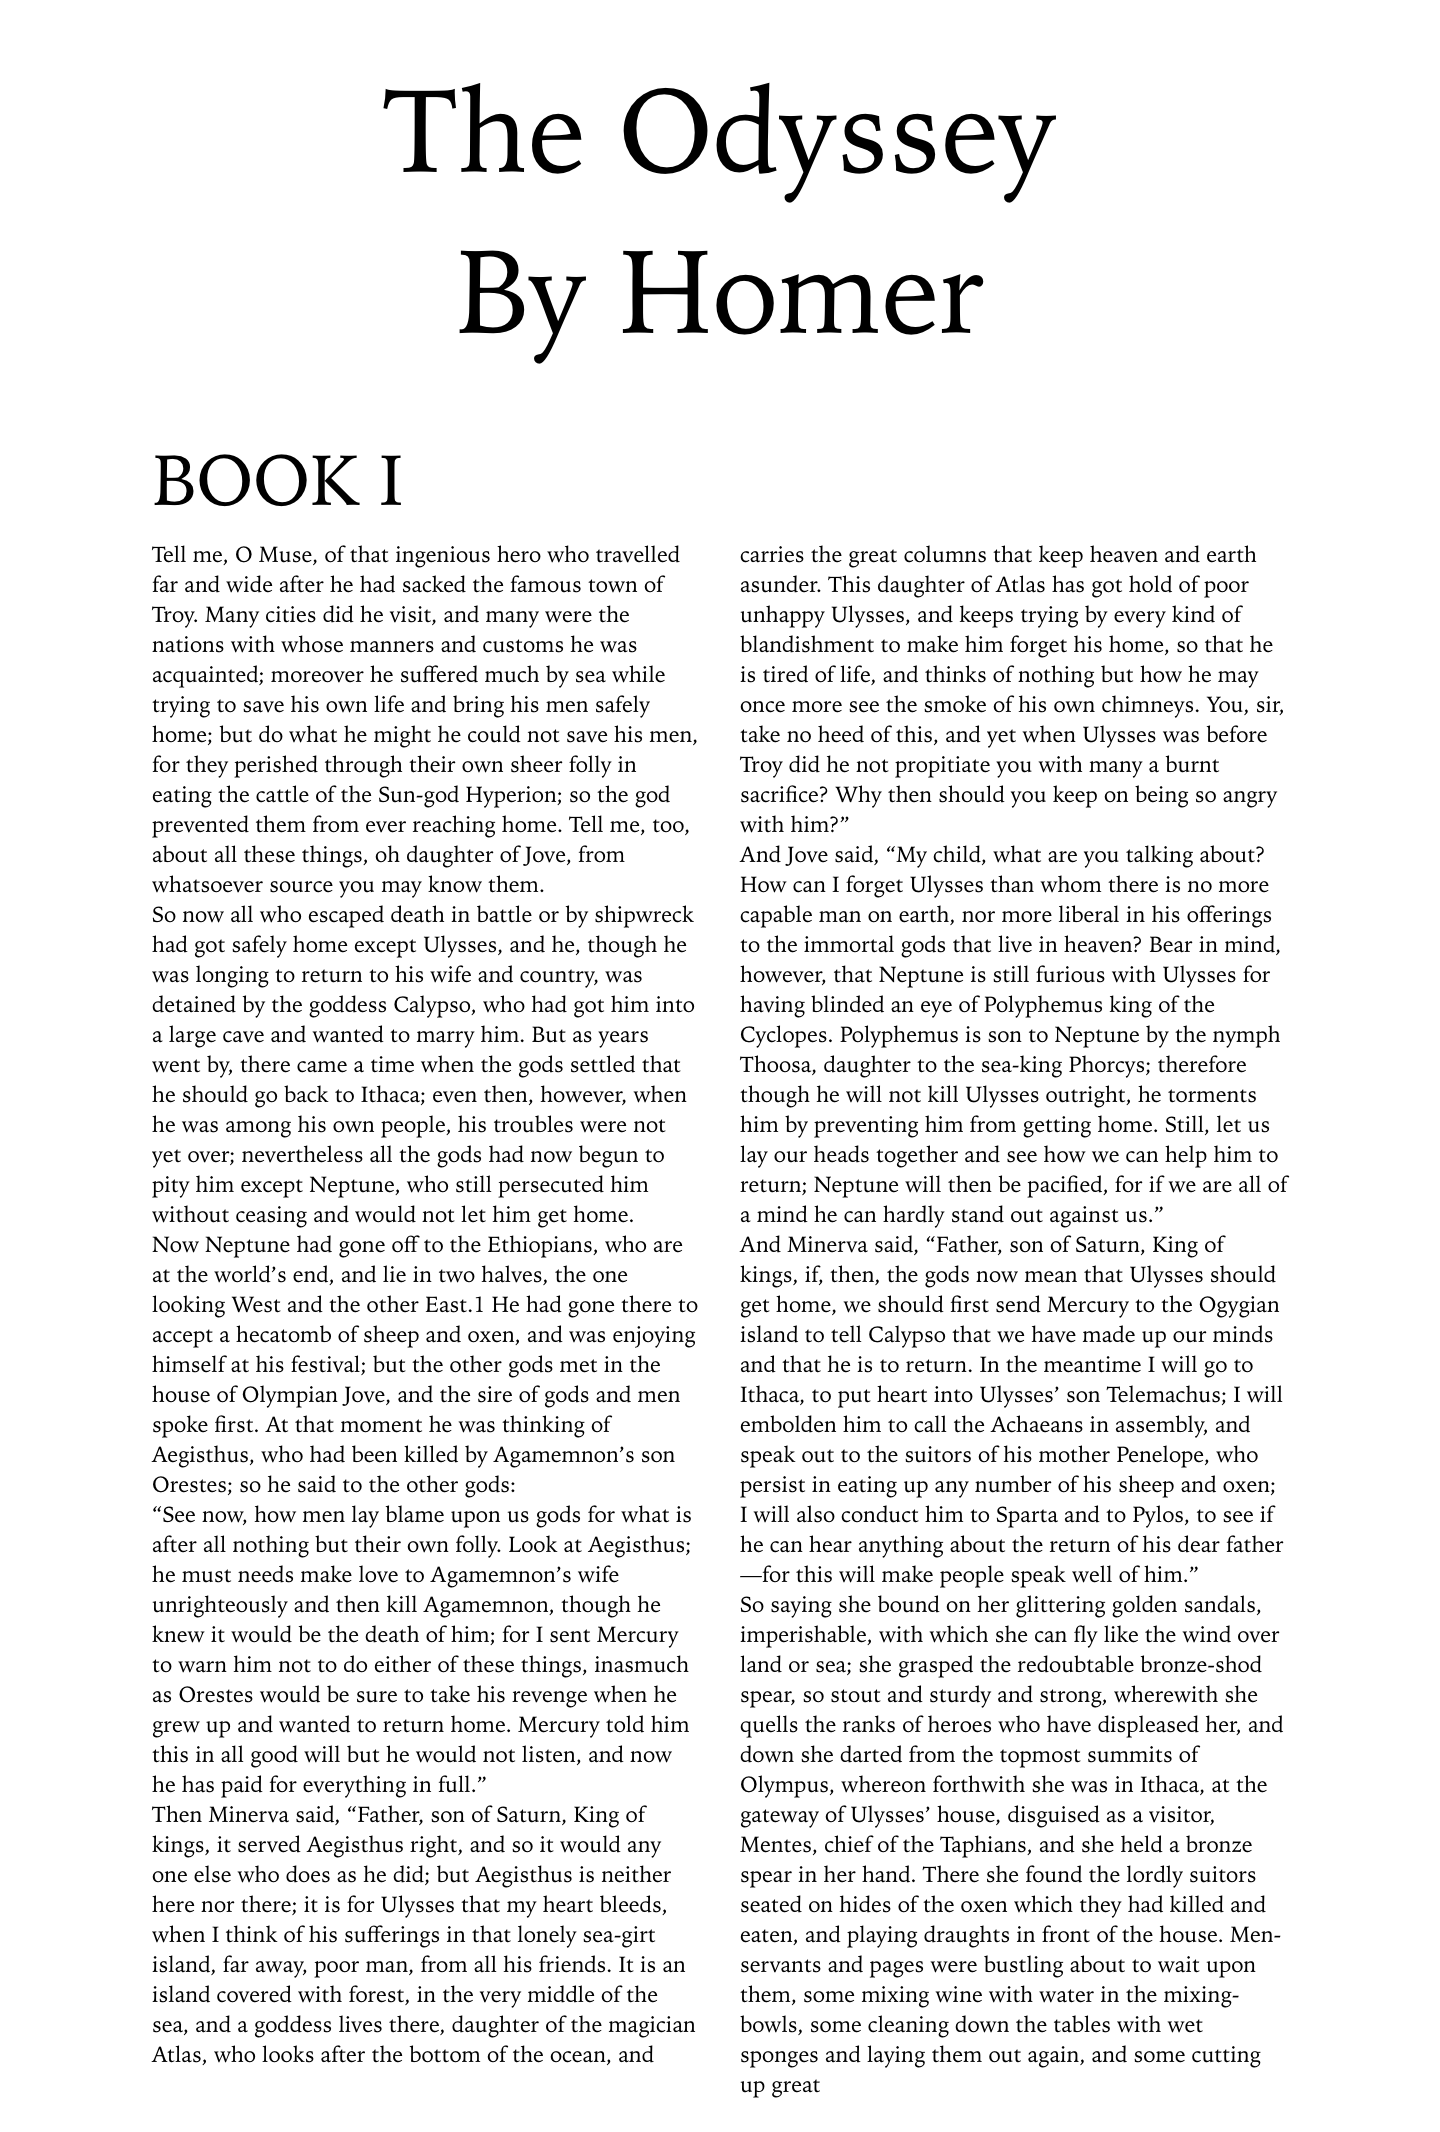 The Odyssey
By Homer
BOOK I
Tell me, O Muse, of that ingenious hero who travelled
far and wide after he had sacked the famous town of
Troy. Many cities did he visit, and many were the
nations with whose manners and customs he was
acquainted; moreover he suffered much by sea while
trying to save his own life and bring his men safely
home; but do what he might he could not save his men,
for they perished through their own sheer folly in
eating the cattle of the Sun-god Hyperion; so the god
prevented them from ever reaching home. Tell me, too,
about all these things, oh daughter of Jove, from
whatsoever source you may know them.
So now all who escaped death in battle or by shipwreck
had got safely home except Ulysses, and he, though he
was longing to return to his wife and country, was
detained by the goddess Calypso, who had got him into
a large cave and wanted to marry him. But as years
went by, there came a time when the gods settled that
he should go back to Ithaca; even then, however, when
he was among his own people, his troubles were not
yet over; nevertheless all the gods had now begun to
pity him except Neptune, who still persecuted him
without ceasing and would not let him get home.
Now Neptune had gone off to the Ethiopians, who are
at the world’s end, and lie in two halves, the one
looking West and the other East.1 He had gone there to
accept a hecatomb of sheep and oxen, and was enjoying
himself at his festival; but the other gods met in the
house of Olympian Jove, and the sire of gods and men
spoke first. At that moment he was thinking of
Aegisthus, who had been killed by Agamemnon’s son
Orestes; so he said to the other gods:
“See now, how men lay blame upon us gods for what is
after all nothing but their own folly. Look at Aegisthus;
he must needs make love to Agamemnon’s wife
unrighteously and then kill Agamemnon, though he
knew it would be the death of him; for I sent Mercury
to warn him not to do either of these things, inasmuch
as Orestes would be sure to take his revenge when he
grew up and wanted to return home. Mercury told him
this in all good will but he would not listen, and now
he has paid for everything in full.”
Then Minerva said, “Father, son of Saturn, King of
kings, it served Aegisthus right, and so it would any
one else who does as he did; but Aegisthus is neither
here nor there; it is for Ulysses that my heart bleeds,
when I think of his sufferings in that lonely sea-girt
island, far away, poor man, from all his friends. It is an
island covered with forest, in the very middle of the
sea, and a goddess lives there, daughter of the magician
Atlas, who looks after the bottom of the ocean, and
carries the great columns that keep heaven and earth
asunder. This daughter of Atlas has got hold of poor
unhappy Ulysses, and keeps trying by every kind of
blandishment to make him forget his home, so that he
is tired of life, and thinks of nothing but how he may
once more see the smoke of his own chimneys. You, sir,
take no heed of this, and yet when Ulysses was before
Troy did he not propitiate you with many a burnt
sacrifice? Why then should you keep on being so angry
with him?”
And Jove said, “My child, what are you talking about?
How can I forget Ulysses than whom there is no more
capable man on earth, nor more liberal in his offerings
to the immortal gods that live in heaven? Bear in mind,
however, that Neptune is still furious with Ulysses for
having blinded an eye of Polyphemus king of the
Cyclopes. Polyphemus is son to Neptune by the nymph
Thoosa, daughter to the sea-king Phorcys; therefore
though he will not kill Ulysses outright, he torments
him by preventing him from getting home. Still, let us
lay our heads together and see how we can help him to
return; Neptune will then be pacified, for if we are all of
a mind he can hardly stand out against us.”
And Minerva said, “Father, son of Saturn, King of
kings, if, then, the gods now mean that Ulysses should
get home, we should first send Mercury to the Ogygian
island to tell Calypso that we have made up our minds
and that he is to return. In the meantime I will go to
Ithaca, to put heart into Ulysses’ son Telemachus; I will
embolden him to call the Achaeans in assembly, and
speak out to the suitors of his mother Penelope, who
persist in eating up any number of his sheep and oxen;
I will also conduct him to Sparta and to Pylos, to see if
he can hear anything about the return of his dear father
—for this will make people speak well of him.”
So saying she bound on her glittering golden sandals,
imperishable, with which she can fly like the wind over
land or sea; she grasped the redoubtable bronze-shod
spear, so stout and sturdy and strong, wherewith she
quells the ranks of heroes who have displeased her, and
down she darted from the topmost summits of
Olympus, whereon forthwith she was in Ithaca, at the
gateway of Ulysses’ house, disguised as a visitor,
Mentes, chief of the Taphians, and she held a bronze
spear in her hand. There she found the lordly suitors
seated on hides of the oxen which they had killed and
eaten, and playing draughts in front of the house. Men-
servants and pages were bustling about to wait upon
them, some mixing wine with water in the mixing-
bowls, some cleaning down the tables with wet
sponges and laying them out again, and some cutting
up great